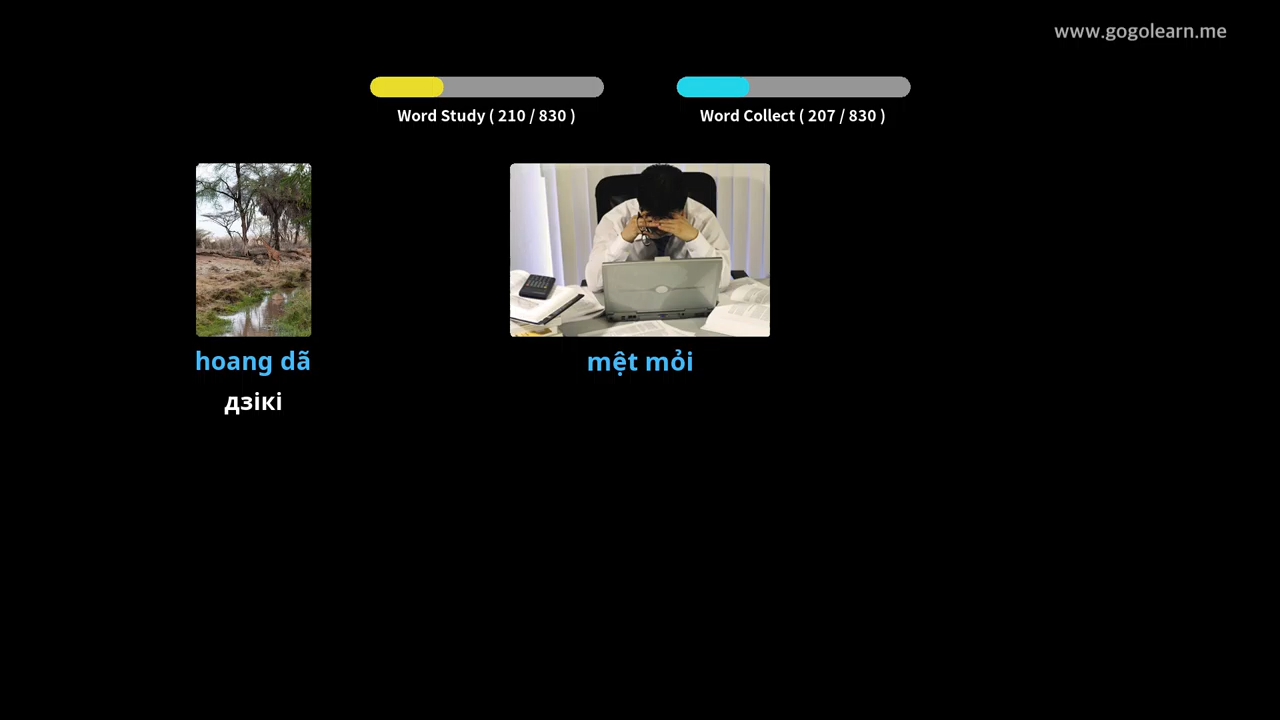 www.gogolearn.me
Word Study ( 210 / 830 )
Word Collect ( 207 / 830 )
hoang dã
mệt mỏi
дзікі